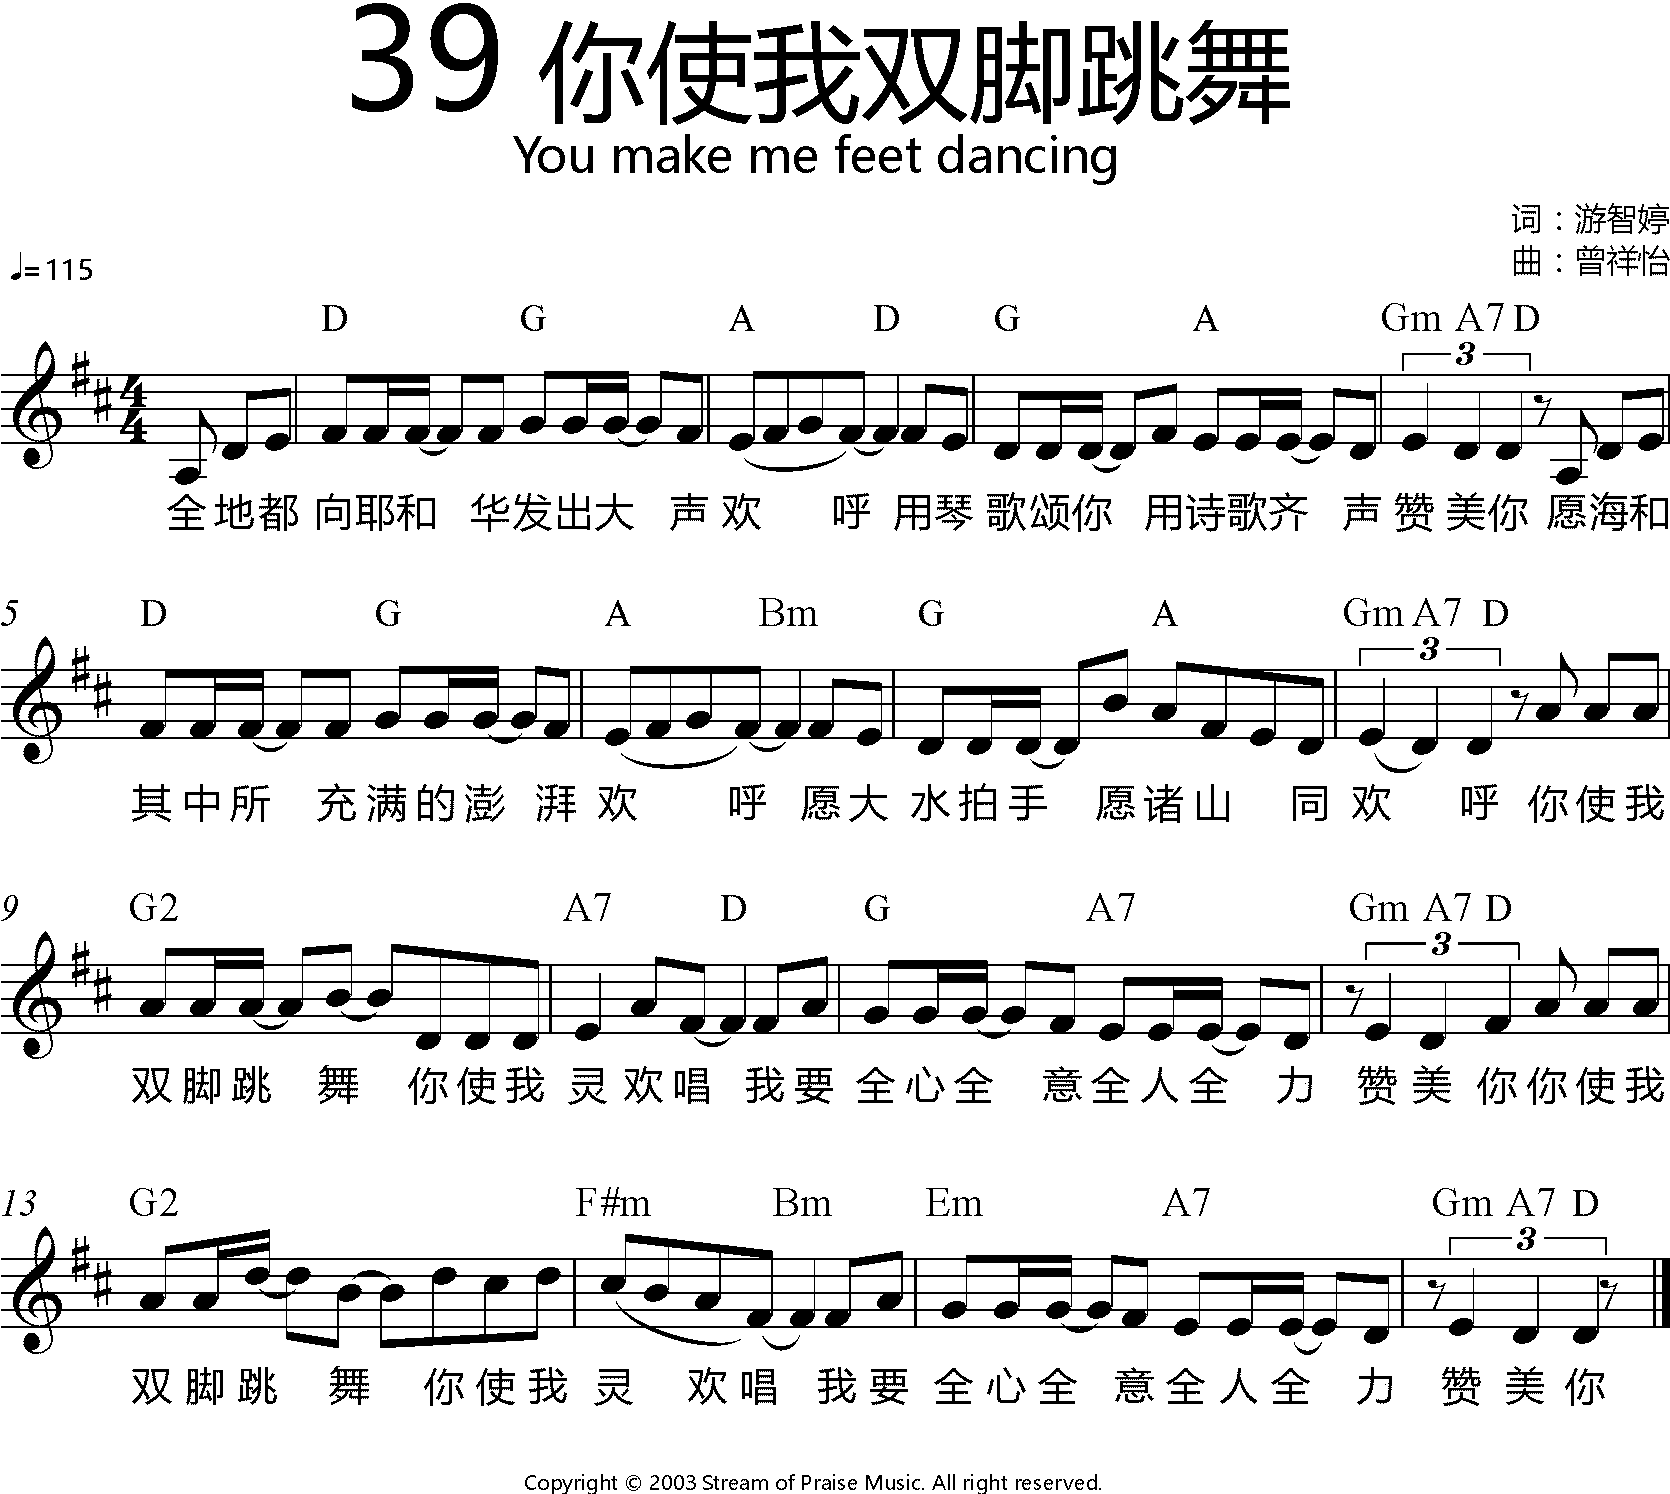 39 你使我双脚跳舞
You make me feet dancing
词：游智婷
曲：曾祥怡
♩=115
D G A D G A Gm A7 D
3
4
4
全地都 向耶和 华发出大 声欢 呼 用琴 歌颂你 用诗歌齐 声赞 美你 愿海和
5 D G A Bm G A Gm A7 D
3
其中所 充满的澎 湃 欢 呼 愿大 水拍手 愿诸山 同 欢 呼 你使我
9 G2 A7 D G A7 Gm A7 D
3
双脚跳 舞 你使我 灵欢唱 我要 全心全 意全人全 力 赞美 你你使我
13 G2 F#m Bm Em A7 Gm A7 D
3
双脚跳 舞 你使我 灵 欢唱 我要 全心全 意全人全 力 赞美你
Copyright © 2003 Stream of Praise Music. All right reserved.